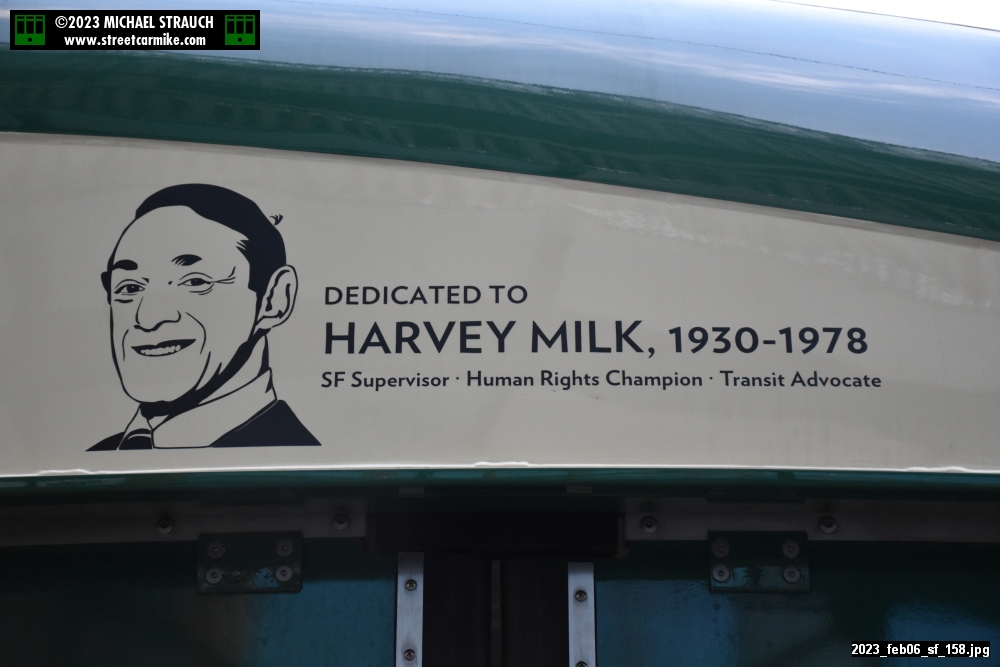 ©2023 MICHAEL STRAUCH
www.streetcarmike.com
DEDICATED TO
HARVEY MILK, 1930-1978
SF Supervisor · Human Rights Champion · Transit Advocate
2023_feb06_sf_158.jpg